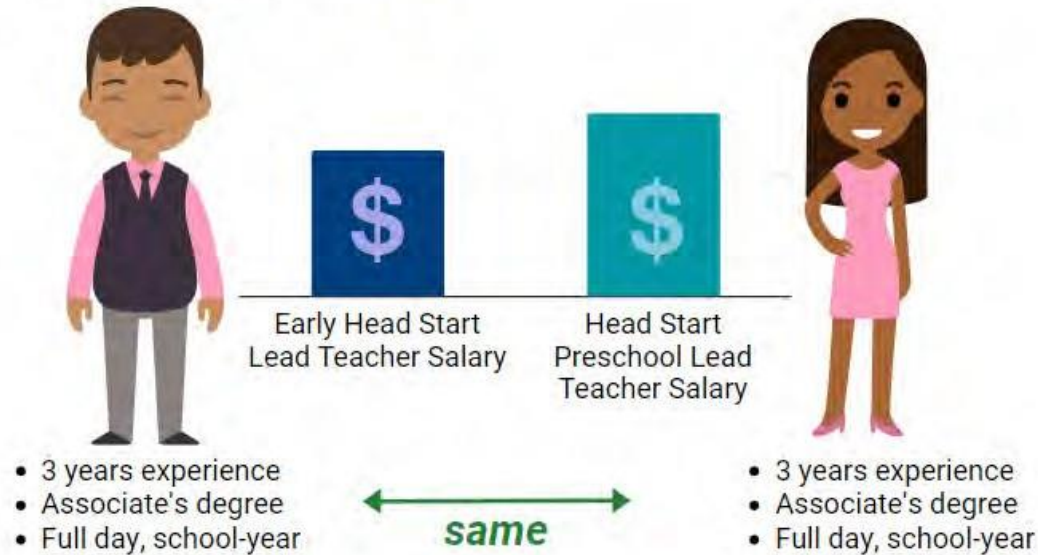 $
$
Early Head Start
Lead Teacher Salary
Head Start
Preschool Lead
Teacher Salary
• 3 years experience
• Associate's degree
• Full day, school-year
same
• 3 years experience
• Associate's degree
• Full day, school-year